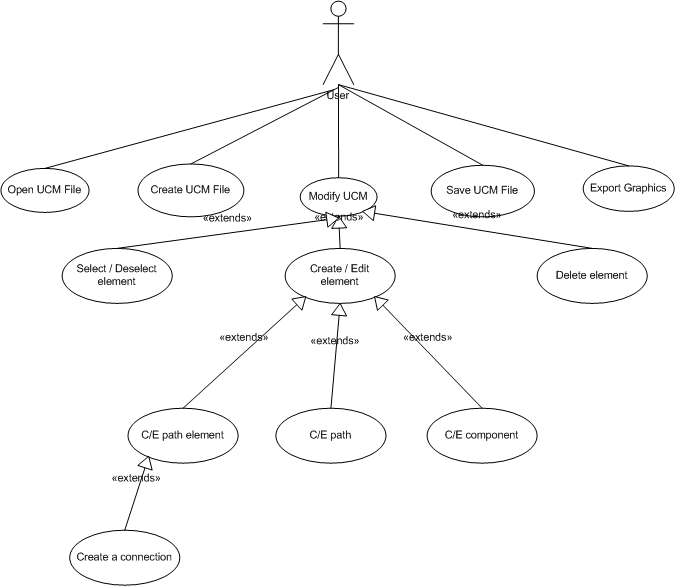 User
Open UCM File
Create UCM File
Modify UCM
Save UCM File
Export Graphics
«extends»
«extends»
«extends»
Select / Deselect
element
Create / Edit
element
Delete element
«extends»
«extends»
«extends»
C/E path element
C/E path
C/E component
«extends»
Create a connection